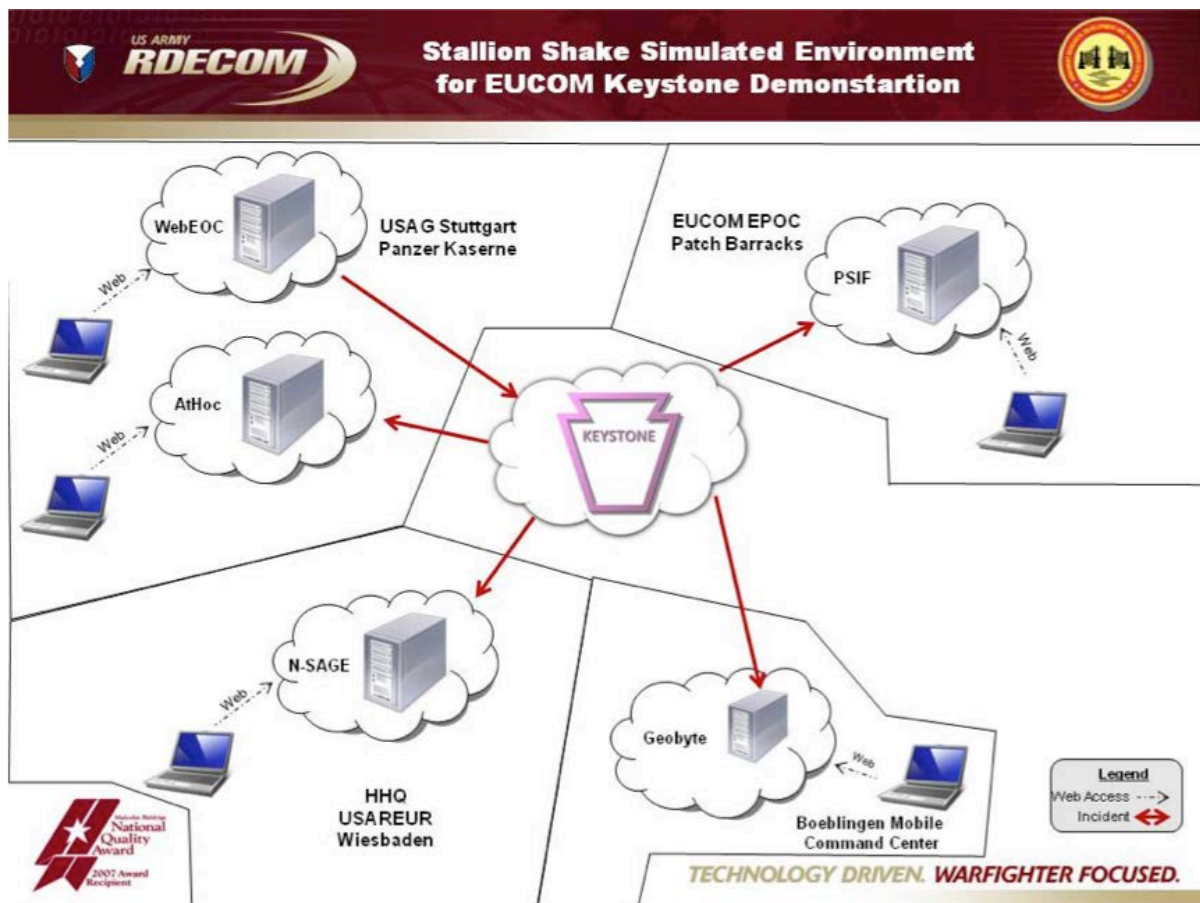 US ARMY
RDECOM
Stallion Shake Simulated Environment
for EUCOM Keystone Demonstartion
WebEOC
USAG Stuttgart
Panzer Kaserne
EUCOM EPOC
Patch Barracks
PSIF
Web
Web
AtHoc
Web
KEYSTONE
N-SAGE
Web
Geobyte
Web
HHQ
USAREUR
Wiesbaden
Boeblingen Mobile
Command Center
Legend
Web Access
Incident
National
Quality
Award
2007 Award
Recipient
TECHNOLOGY DRIVEN. WARFIGHTER FOCUSED.